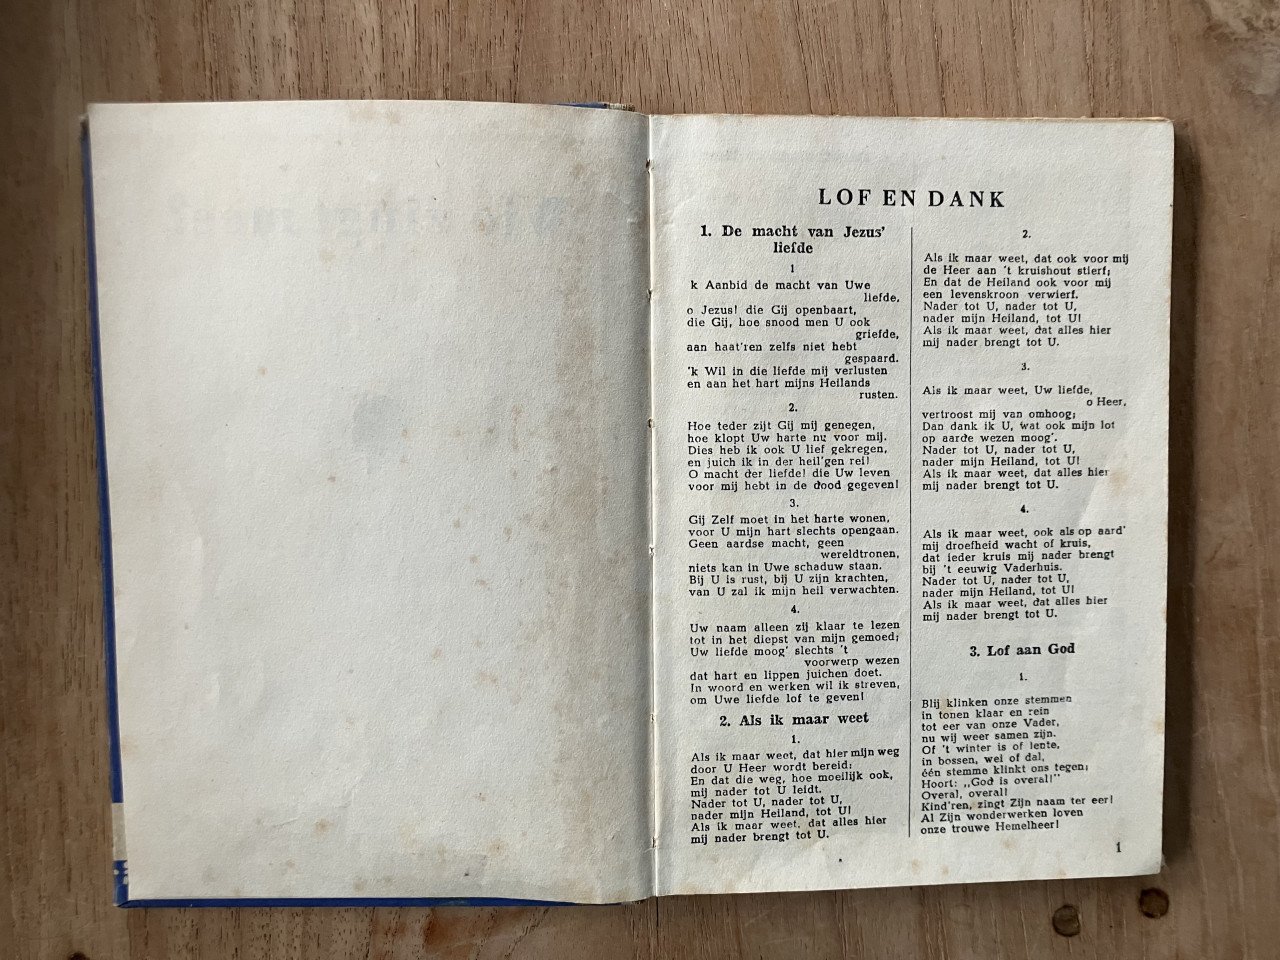 LOF EN DANK
1. De macht van Jezus'
liefde
1
k Aanbid de macht van Uwe
liefde,
o Jezus! die Gij openbaart,
die Gij, hoe snood men U ook
griefde,
aan haat'ren zelfs niet hebt
gespaard.
'k Wil in die liefde mij verlusten
en aan het hart mijns Heilands
rusten.
2.
Hoe teder zijt Gij mij genegen,
hoe klopt Uw harte nu voor mij.
Dies heb ik ook U lief gekregen,
en juich ik in der heil'gen rei!
O macht der liefde! die Uw leven
voor mij hebt in de dood gegeven!
3.
Gij Zelf moet in het harte wonen,
voor U mijn hart slechts opengaan.
Geen aardse macht, geen
wereldtronen,
niets kan in Uwe schaduw staan.
Bij U is rust, bij U zijn krachten,
van U zal ik mijn heil verwachten.
4.
Uw naam alleen zij klaar te lezen
tot in het diepst van mijn gemoed;
Uw liefde moog' slechts 't
voorwerp wezen
dat hart en lippen juichen doet.
In woord en werken wil ik streven,
om Uwe liefde lof te geven!
2. Als ik maar weet
1.
Als ik maar weet, dat hier mijn weg
door U Heer wordt bereid;
En dat die weg, hoe moeilijk ook,
mij nader tot U leidt.
Nader tot U, nader tot U,
nader mijn Heiland, tot U!
Als ik maar weet, dat alles hier
mij nader brengt tot U.
2.
Als ik maar weet, dat ook voor mij
de Heer aan 't kruishout stierf;
En dat de Heiland ook voor mij
een levenskroon verwierf.
Nader tot U, nader tot U,
nader mijn Heiland, tot U!
Als ik maar weet, dat alles hier
mij nader brengt tot U.
3.
Als ik maar weet, Uw liefde,
o Heer,
vertroost mij van omhoog;
Dan dank ik U, wat ook mijn lot
op aarde wezen moog'.
Nader tot U, nader tot U,
nader mijn Heiland, tot U!
Als ik maar weet, dat alles hier
mij nader brengt tot U.
4.
Als ik maar weet, ook als op aard'
mij droefheid wacht of kruis,
dat ieder kruis mij nader brengt
bij 't eeuwig Vaderhuis.
Nader tot U, nader tot U,
nader mijn Heiland, tot U!
Als ik maar weet, dat alles hier
mij nader brengt tot U.
3. Lof aan God
1.
Blij klinken onze stemmen
in tonen klaar en rein
tot eer van onze Vader,
nu wij weer samen zijn.
Of 't winter is of lente,
in bossen, wei of dal,
één stemme klinkt ons tegen;
Hoort: „God is overal!"
Overal, overal!
Kind'ren, zingt Zijn naam ter eer!
Al Zijn wonderwerken loven
onze trouwe Hemelheer!
1